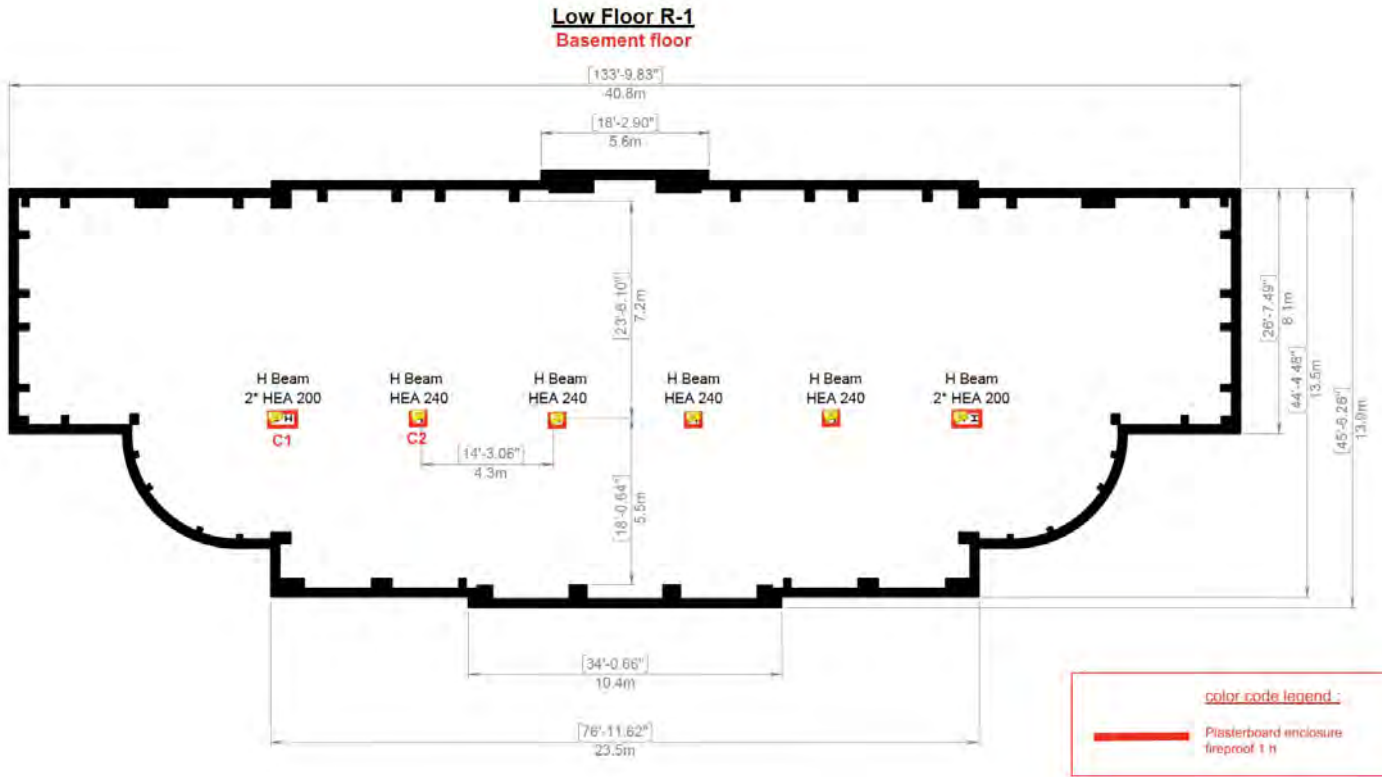 Low Floor R-1
Basement floor
[133'-9.83"]
40.8m
[18'-2.90"]
5.6m
[23'-6.10"]
7.2m
[26'-7.49"]
8.1m
[44'-4.48"]
13.5m
[45'-6.26"]
13.9m
H Beam
2* HEA 200
H Beam
HEA 240
H Beam
HEA 240
H Beam
HEA 240
H Beam
HEA 240
H Beam
2* HEA 200
C1
C2
[14'-3.06"]
4.3m
[18'-0.64"]
5.5m
[34'-0.66"]
10.4m
[76'-11.62"]
23.5m
color code legend :
Plasterboard enclosure
fireproof 1 h